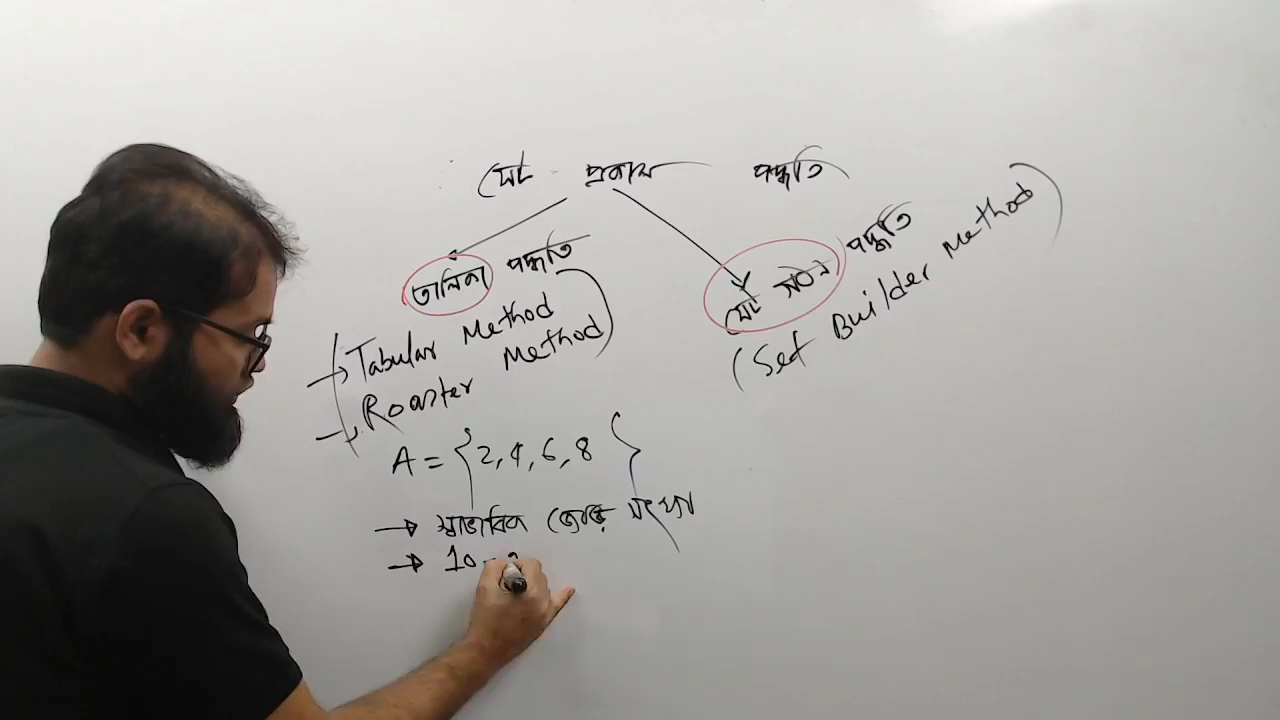 সেট প্রকাশ পদ্ধতি
তালিকা পদ্ধতি
Tabular Method
Roaster Method
সেট গঠন পদ্ধতি
(Set Builder Method)
A = {2, 4, 6, 8}
→ স্বাভাবিক জোড় সংখ্যা
→ 10